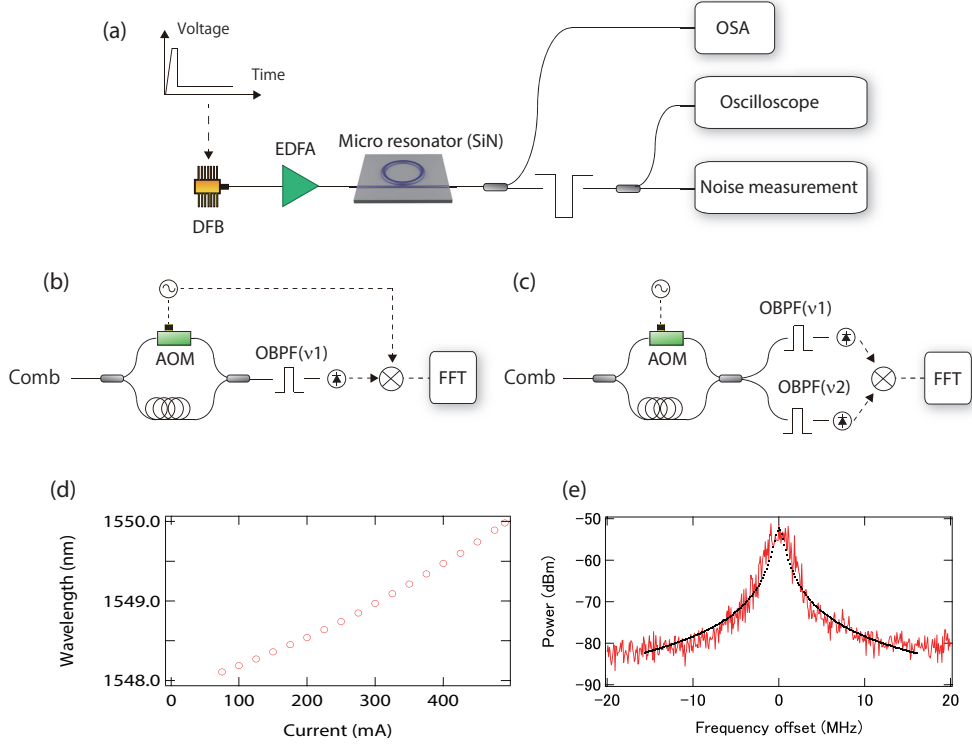 (a)
Voltage
Time
DFB
EDFA
Micro resonator (SiN)
OSA
Oscilloscope
Noise measurement
(b)
Comb
AOM
OBPF(ν1)
FFT
(c)
Comb
AOM
OBPF(ν1)
OBPF(ν2)
FFT
(d)
Wavelength (nm)
1550.0
1549.0
1548.0
0 100 200 300 400
Current (mA)
(e)
Power (dBm)
−50
−60
−70
−80
−90
−20 −10 0 10 20
Frequency offset (MHz)